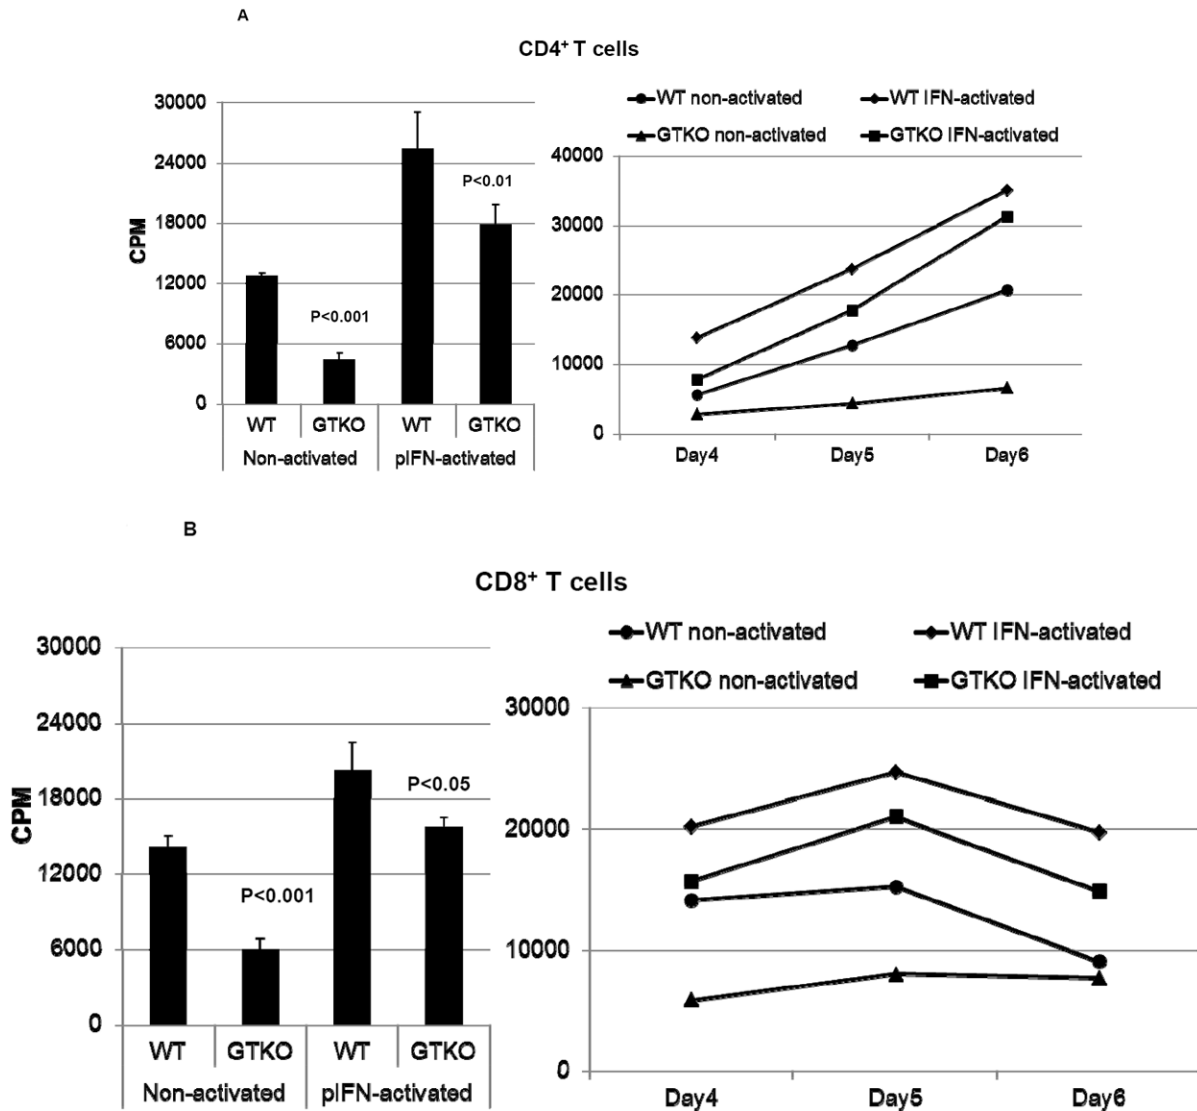 A
CD4⁺ T cells
CPM
30000
24000
18000
12000
6000
0
P<0.001
P<0.01
WT GTKO WT GTKO
Non-activated pIFN-activated
WT non-activated WT IFN-activated
GTKO non-activated GTKO IFN-activated
40000
30000
20000
10000
0
Day4 Day5 Day6
B
CD8⁺ T cells
CPM
30000
24000
18000
12000
6000
0
P<0.001
P<0.05
WT GTKO WT GTKO
Non-activated pIFN-activated
WT non-activated WT IFN-activated
GTKO non-activated GTKO IFN-activated
30000
20000
10000
0
Day4 Day5 Day6